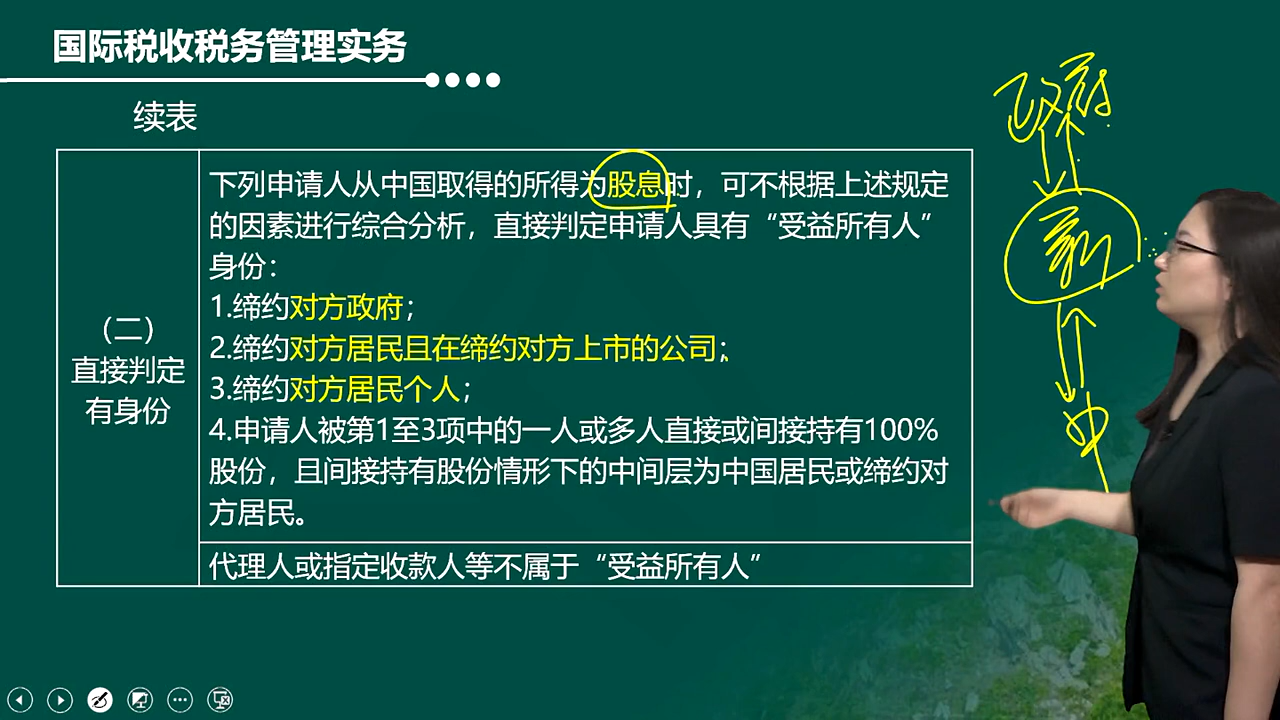 国际税收税务管理实务
续表
(二)
直接判定
有身份
下列申请人从中国取得的所得为股息时，可不根据上述规定
的因素进行综合分析，直接判定申请人具有“受益所有人”
身份：
1.缔约对方政府；
2.缔约对方居民且在缔约对方上市的公司；
3.缔约对方居民个人；
4.申请人被第1至3项中的一人或多人直接或间接持有100%
股份，且间接持有股份情形下的中间层为中国居民或缔约对
方居民。
代理人或指定收款人等不属于“受益所有人”
政府
中